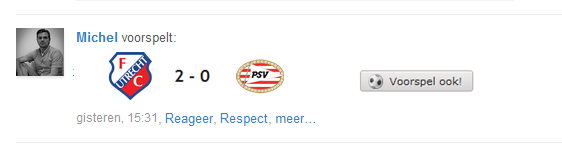 Michel voorspelt:
FC UTRECHT 2 - 0 PSV Voorspel ook!
gisteren, 15:31, Reageer, Respect, meer...